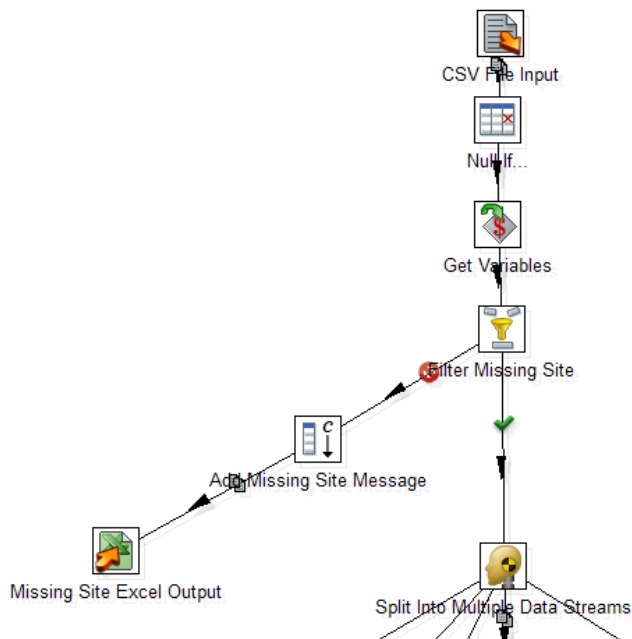 CSV File Input
Null If...
Get Variables
Filter Missing Site
Add Missing Site Message
Missing Site Excel Output
Split Into Multiple Data Streams